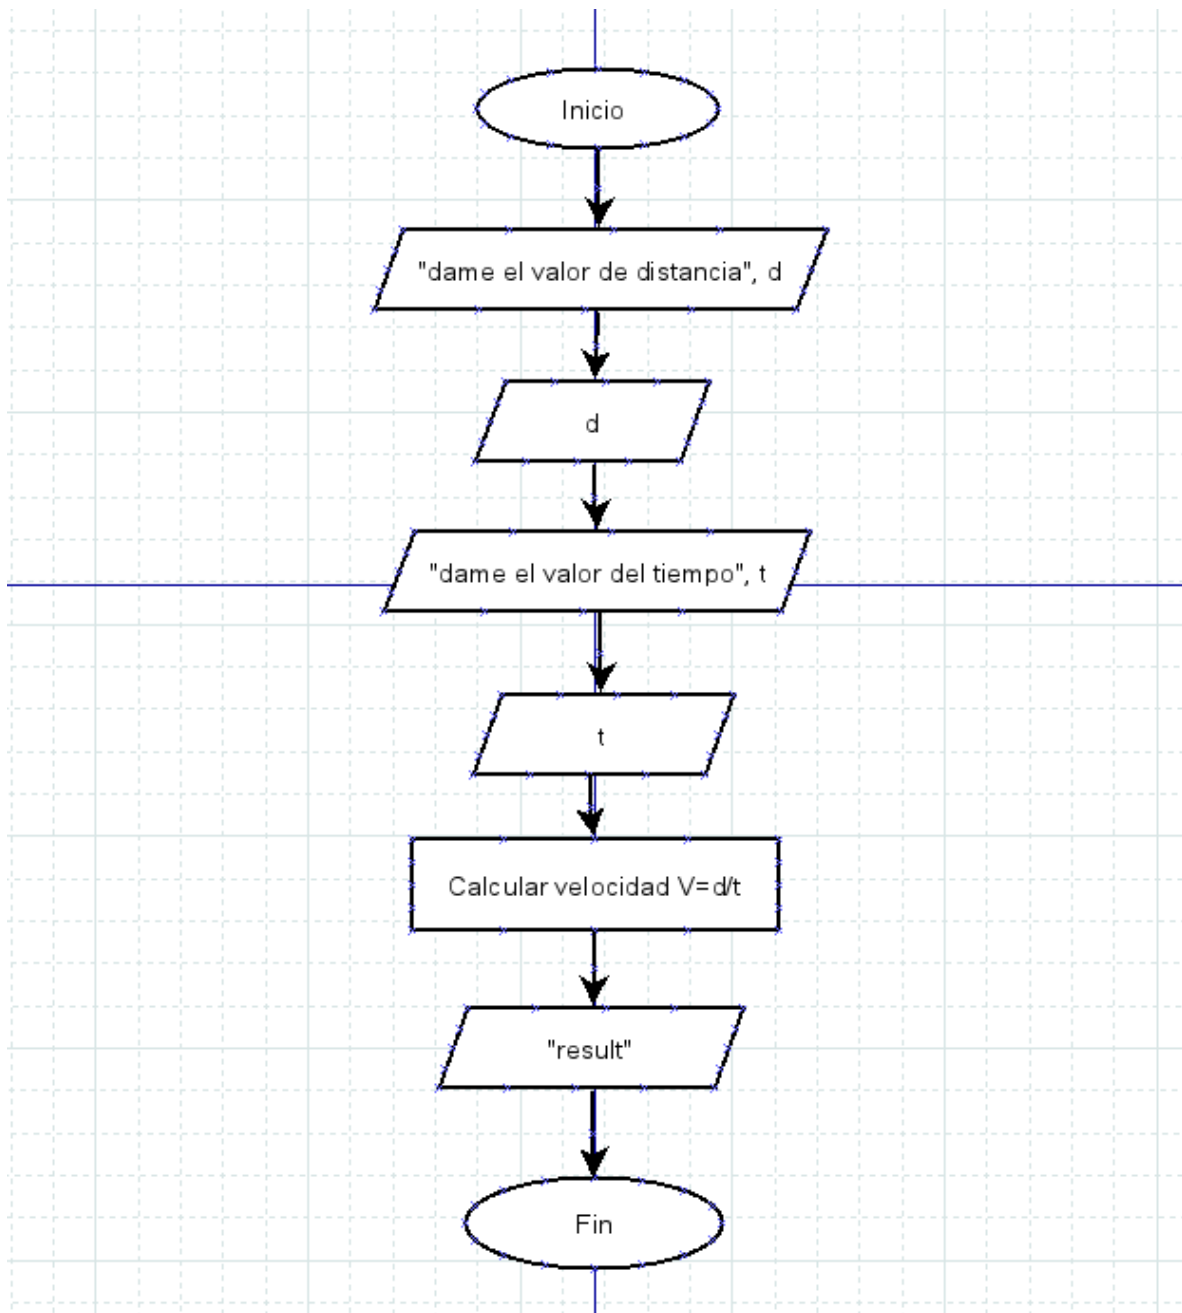 Inicio
"dame el valor de distancia", d
d
"dame el valor del tiempo", t
t
Calcular velocidad V=d/t
"result"
Fin